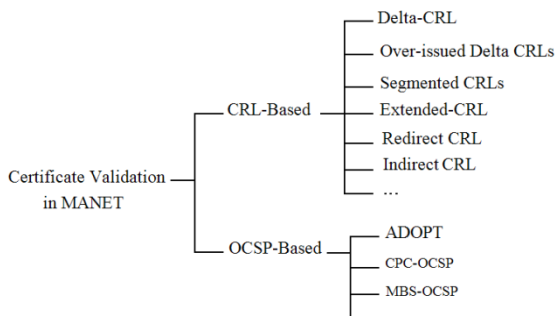 Delta-CRL
Over-issued Delta CRLs
Segmented CRLs
CRL-Based
Extended-CRL
Redirect CRL
Indirect CRL
...
Certificate Validation
in MANET
OCSP-Based
ADOPT
CPC-OCSP
MBS-OCSP